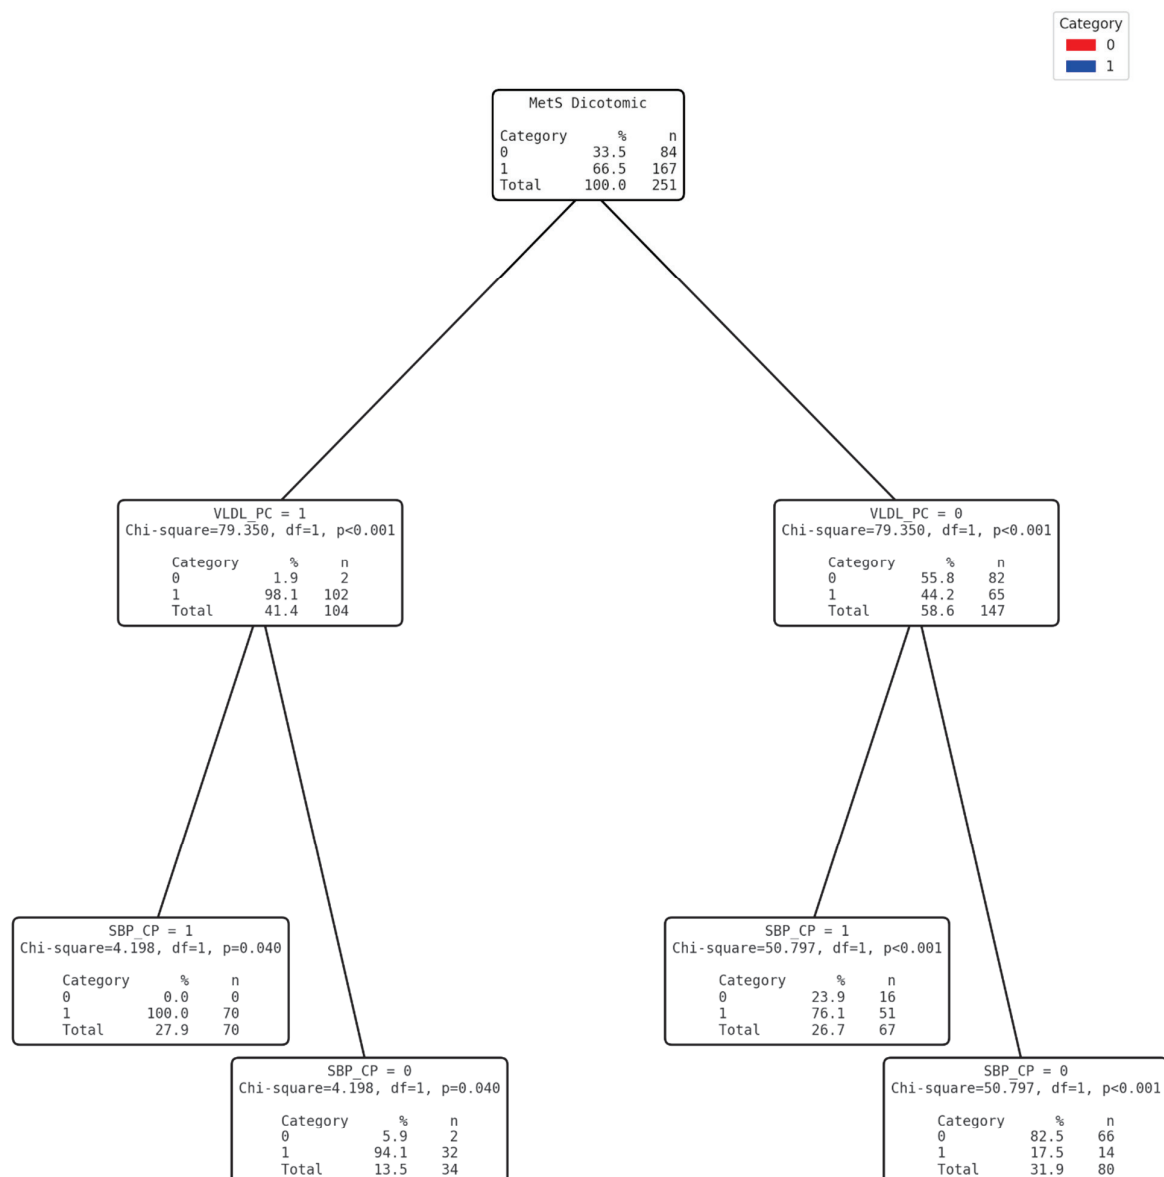 Category
0
1
MetS Dicotomic
Category % n
0 33.5 84
1 66.5 167
Total 100.0 251
VLDL_PC = 1
Chi-square=79.350, df=1, p<0.001
Category % n
0 1.9 2
1 98.1 102
Total 41.4 104
VLDL_PC = 0
Chi-square=79.350, df=1, p<0.001
Category % n
0 55.8 82
1 44.2 65
Total 58.6 147
SBP_CP = 1
Chi-square=4.198, df=1, p=0.040
Category % n
0 0.0 0
1 100.0 70
Total 27.9 70
SBP_CP = 1
Chi-square=50.797, df=1, p<0.001
Category % n
0 23.9 16
1 76.1 51
Total 26.7 67
SBP_CP = 0
Chi-square=4.198, df=1, p=0.040
Category % n
0 5.9 2
1 94.1 32
Total 13.5 34
SBP_CP = 0
Chi-square=50.797, df=1, p<0.001
Category % n
0 82.5 66
1 17.5 14
Total 31.9 80